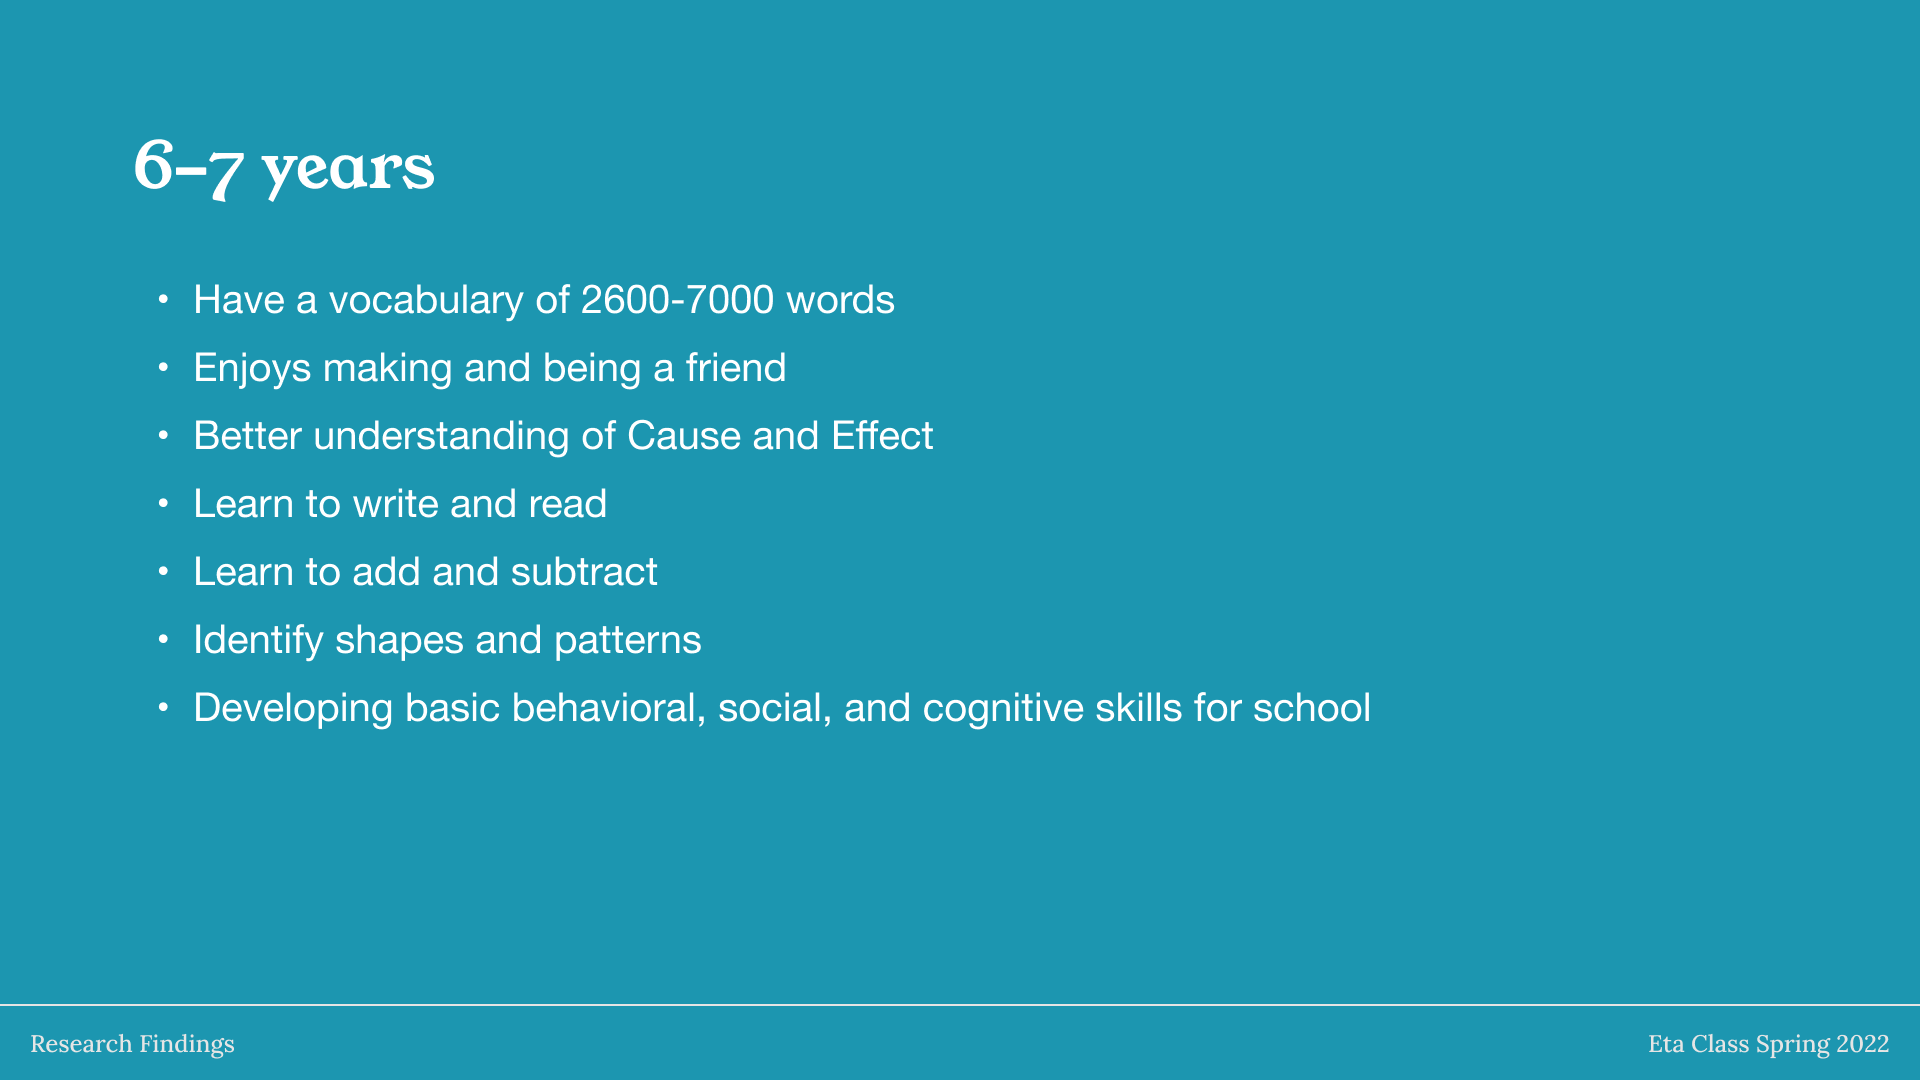 6–7 years
• Have a vocabulary of 2600-7000 words
• Enjoys making and being a friend
• Better understanding of Cause and Effect
• Learn to write and read
• Learn to add and subtract
• Identify shapes and patterns
• Developing basic behavioral, social, and cognitive skills for school
Research Findings
Eta Class Spring 2022